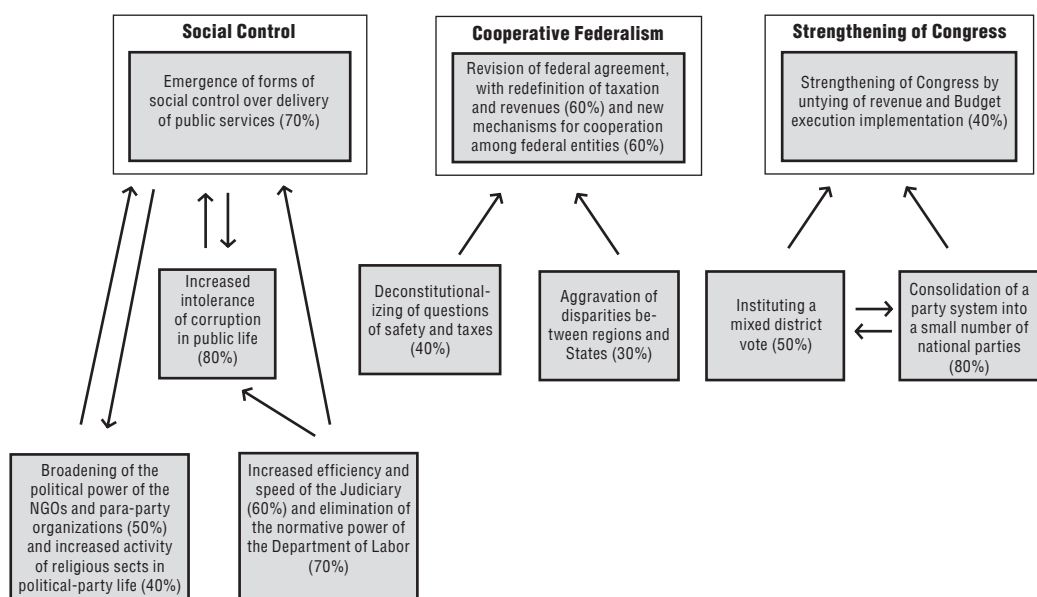 Social Control
Emergence of forms of
social control over delivery
of public services (70%)
Cooperative Federalism
Revision of federal agreement,
with redefinition of taxation
and revenues (60%) and new
mechanisms for cooperation
among federal entities (60%)
Strengthening of Congress
Strengthening of Congress by
untying of revenue and Budget
execution implementation (40%)
Increased
intolerance
of corruption
in public life
(80%)
Deconstitutional-
izing of questions
of safety and taxes
(40%)
Aggravation of
disparities be-
tween regions and
States (30%)
Instituting a
mixed district
vote (50%)
Consolidation of a
party system into
a small number of
national parties
(80%)
Broadening of the
political power of the
NGOs and para-party
organizations (50%)
and increased activity
of religious sects in
political-party life (40%)
Increased efficiency and
speed of the Judiciary
(60%) and elimination of
the normative power of
the Department of Labor
(70%)